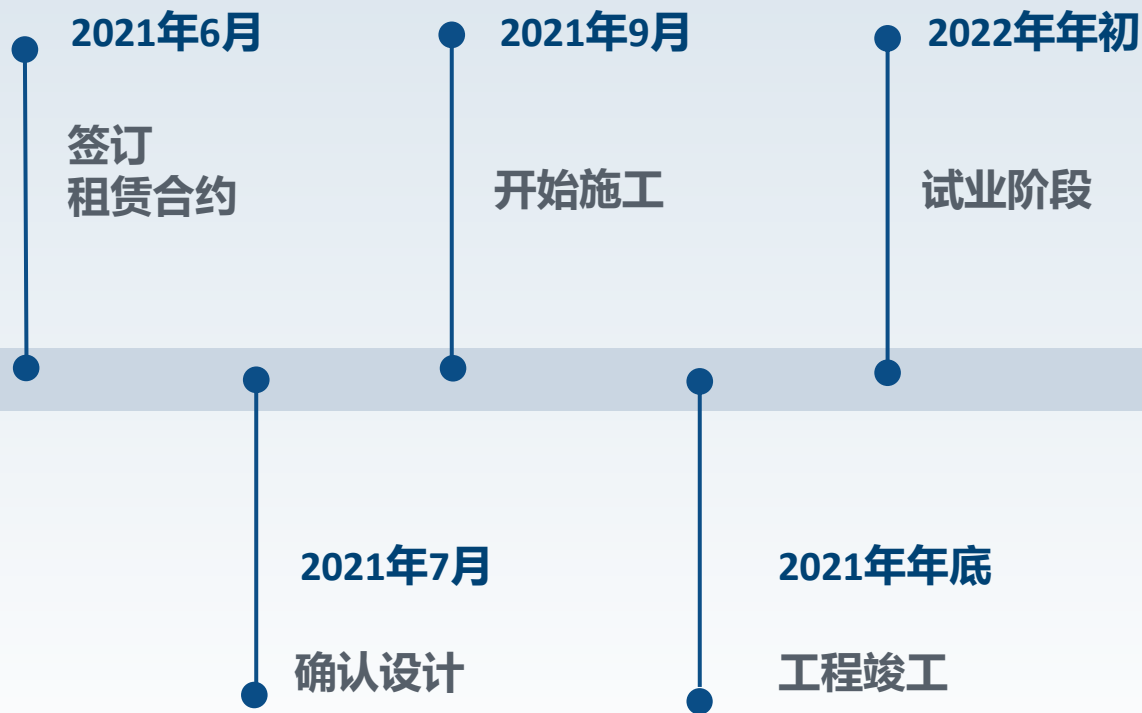 2021年6月
签订
租赁合约
2021年9月
开始施工
2022年年初
试业阶段
2021年7月
确认设计
2021年年底
工程竣工